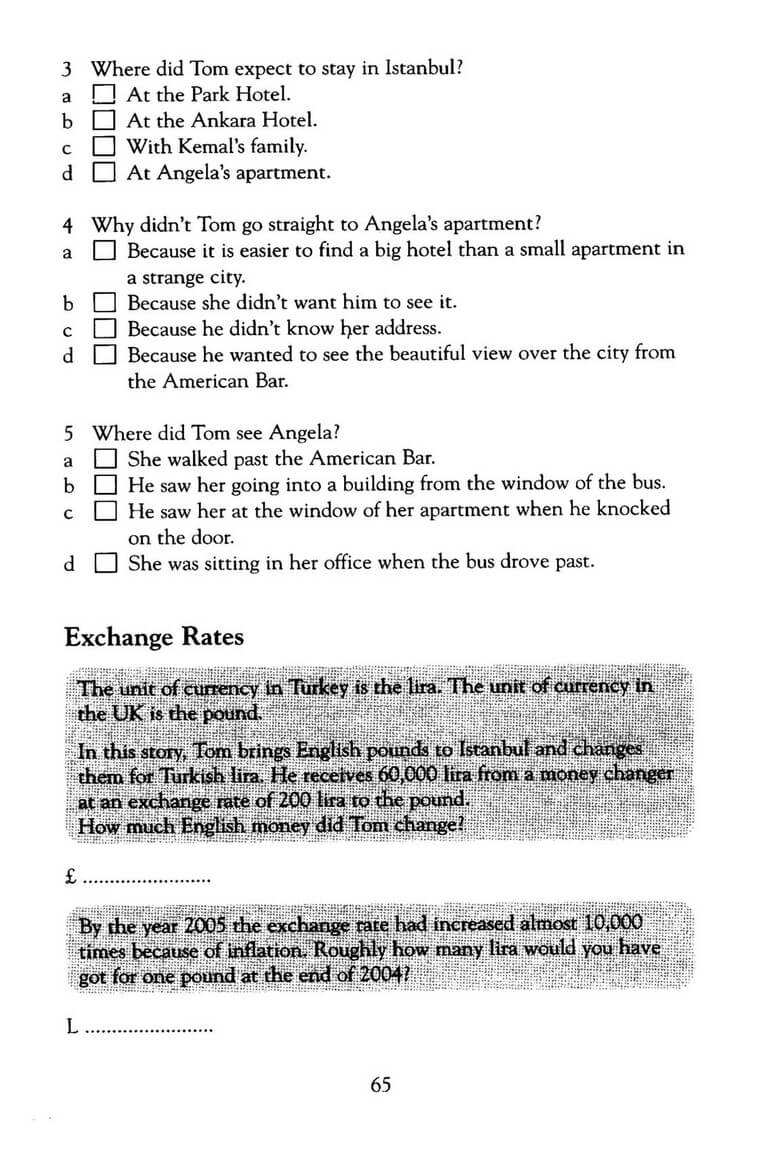 3 Where did Tom expect to stay in Istanbul?
a At the Park Hotel.
b At the Ankara Hotel.
c With Kemal's family.
d At Angela's apartment.
4 Why didn't Tom go straight to Angela's apartment?
a Because it is easier to find a big hotel than a small apartment in
a strange city.
b Because she didn't want him to see it.
c Because he didn't know her address.
d Because he wanted to see the beautiful view over the city from
the American Bar.
5 Where did Tom see Angela?
a She walked past the American Bar.
b He saw her going into a building from the window of the bus.
c He saw her at the window of her apartment when he knocked
on the door.
d She was sitting in her office when the bus drove past.
Exchange Rates
The unit of currency in Turkey is the lira. The unit of currency in
the UK is the pound.
In this story, Tom brings English pounds to Istanbul and changes
them for Turkish lira. He receives 60,000 lira from a money changer
at an exchange rate of 200 lira to the pound.
How much English money did Tom change?
£ ........................
By the year 2005 the exchange rate had increased almost 10,000
times because of inflation. Roughly how many lira would you have
got for one pound at the end of 2004?
L ........................
65